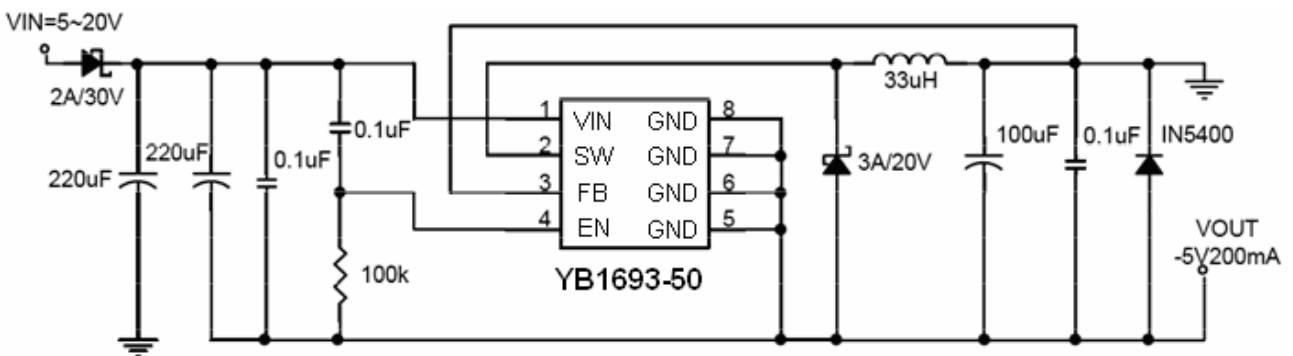 VIN=5~20V
2A/30V
220uF
220uF
0.1uF
0.1uF
100k
1
2
3
4
VIN
SW
FB
EN
GND
GND
GND
GND
8
7
6
5
YB1693-50
33uH
3A/20V
100uF
0.1uF
IN5400
VOUT
-5V200mA